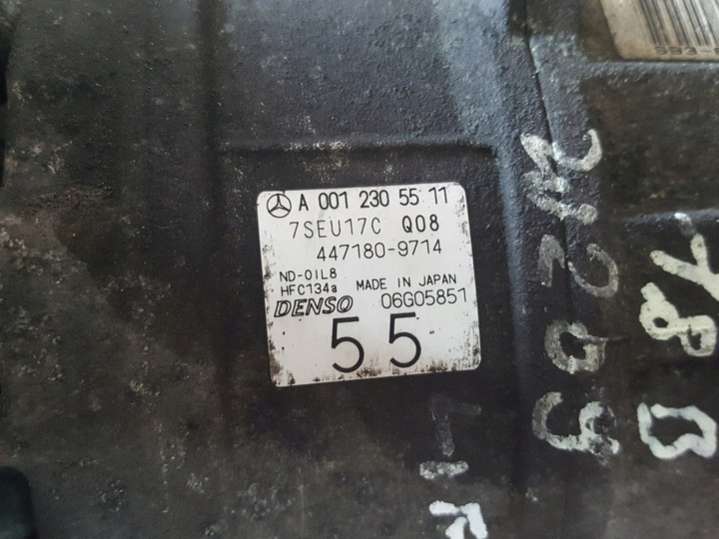 A 001 230 55 11
7SEU17C Q08
447180-9714
ND-OIL8
HFC134a MADE IN JAPAN
DENSO 06G05851
55